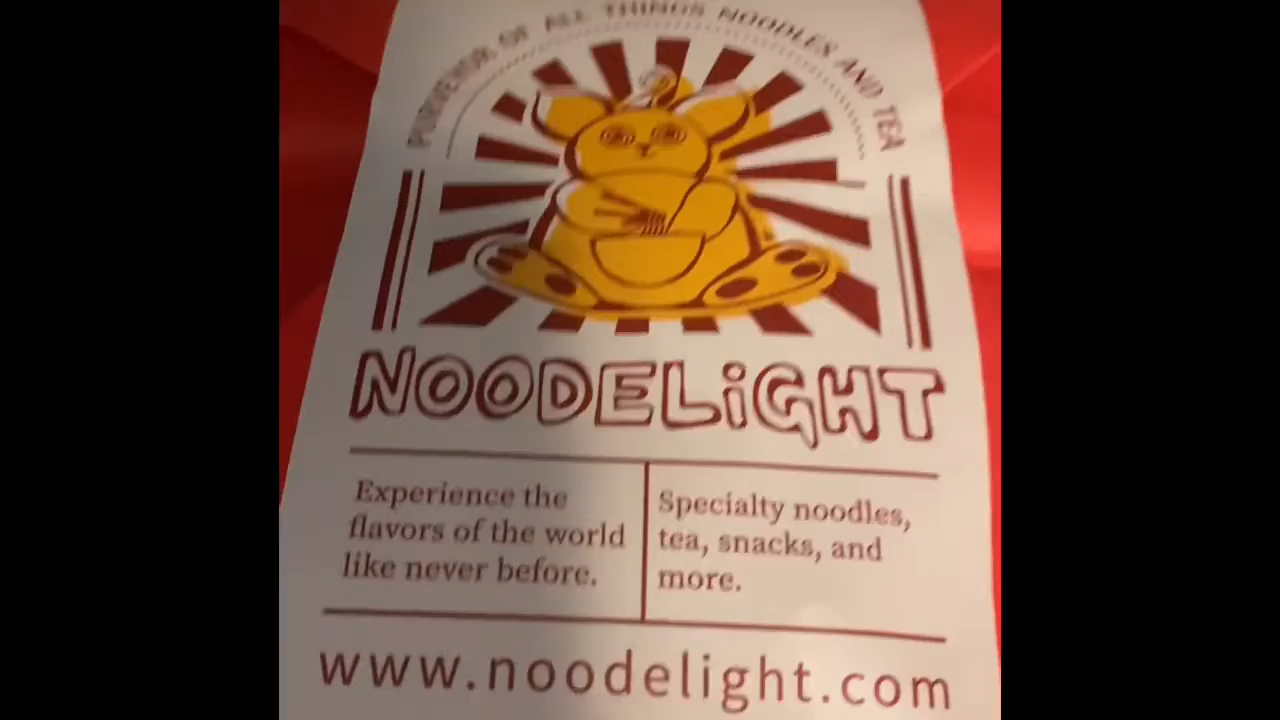 PURVEYOR OF ALL THINGS NOODLES AND TEA
NOODELiGHT
Experience the
flavors of the world
like never before.
Specialty noodles,
tea, snacks, and
more.
www.noodelight.com